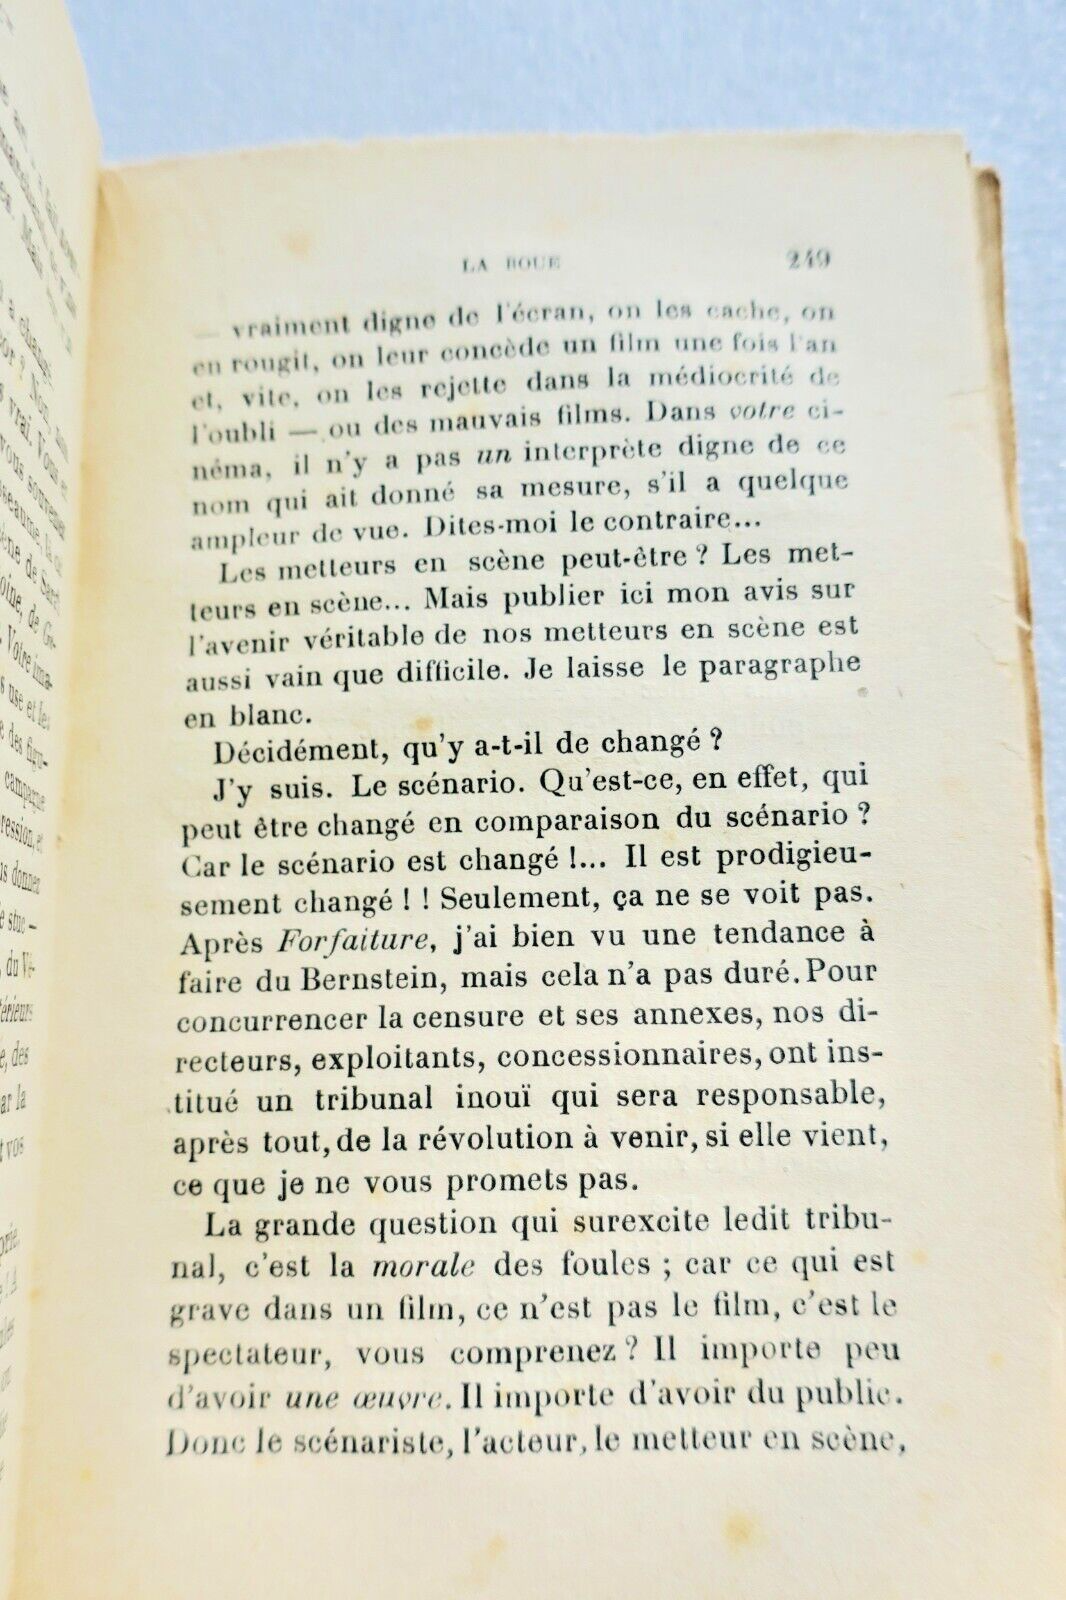 LA BOUE 249
— vraiment digne de l'écran, on les cache, on
en rougit, on leur concède un film une fois l'an
et, vite, on les rejette dans la médiocrité de
l'oubli — ou des mauvais films. Dans votre ci-
néma, il n'y a pas un interprète digne de ce
nom qui ait donné sa mesure, s'il a quelque
ampleur de vue. Dites-moi le contraire...
Les metteurs en scène peut-être ? Les met-
teurs en scène... Mais publier ici mon avis sur
l'avenir véritable de nos metteurs en scène est
aussi vain que difficile. Je laisse le paragraphe
en blanc.
Décidément, qu'y a-t-il de changé ?
J'y suis. Le scénario. Qu'est-ce, en effet, qui
peut être changé en comparaison du scénario ?
Car le scénario est changé !... Il est prodigieu-
sement changé ! ! Seulement, ça ne se voit pas.
Après Forfaiture, j'ai bien vu une tendance à
faire du Bernstein, mais cela n'a pas duré. Pour
concurrencer la censure et ses annexes, nos di-
recteurs, exploitants, concessionnaires, ont ins-
titué un tribunal inouï qui sera responsable,
après tout, de la révolution à venir, si elle vient,
ce que je ne vous promets pas.
La grande question qui surexcite ledit tribu-
nal, c'est la morale des foules ; car ce qui est
grave dans un film, ce n'est pas le film, c'est le
spectateur, vous comprenez ? Il importe peu
d'avoir une œuvre. Il importe d'avoir du public.
Donc le scénariste, l'acteur, le metteur en scène,